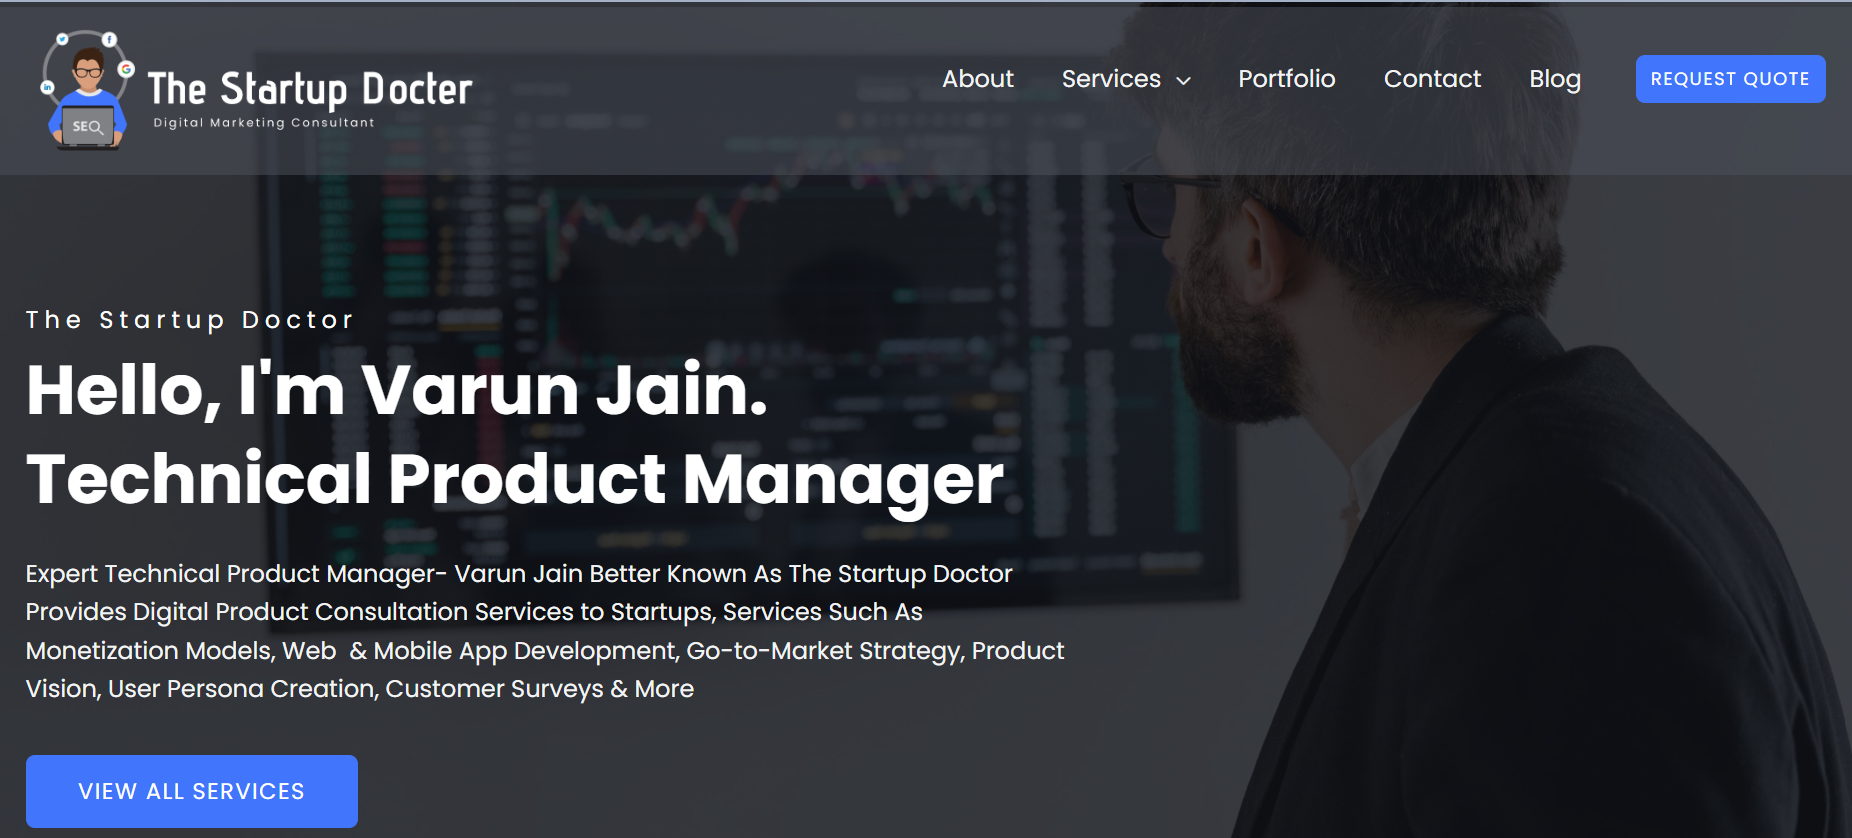 SEO
The Startup Docter
Digital Marketing Consultant
About Services Portfolio Contact Blog REQUEST QUOTE
The Startup Doctor
Hello, I'm Varun Jain.
Technical Product Manager
Expert Technical Product Manager- Varun Jain Better Known As The Startup Doctor
Provides Digital Product Consultation Services to Startups, Services Such As
Monetization Models, Web & Mobile App Development, Go-to-Market Strategy, Product
Vision, User Persona Creation, Customer Surveys & More
VIEW ALL SERVICES